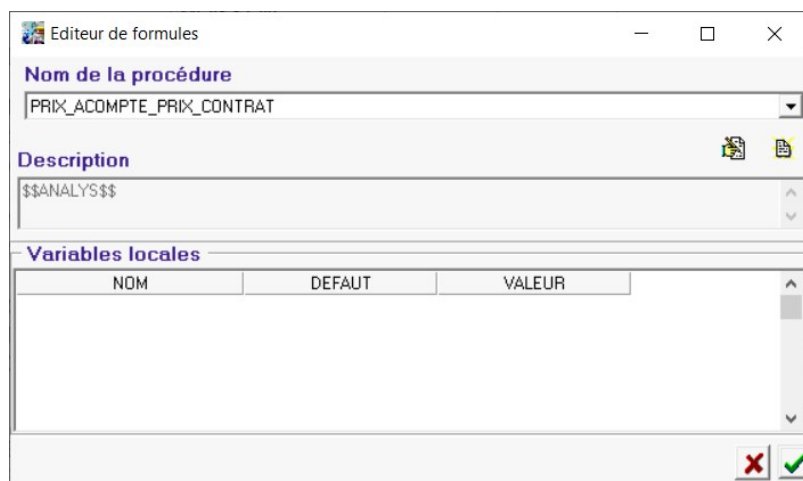 Editeur de formules
Nom de la procédure
PRIX_ACOMPTE_PRIX_CONTRAT
Description
$$ANALYS$$
Variables locales
NOM DEFAUT VALEUR